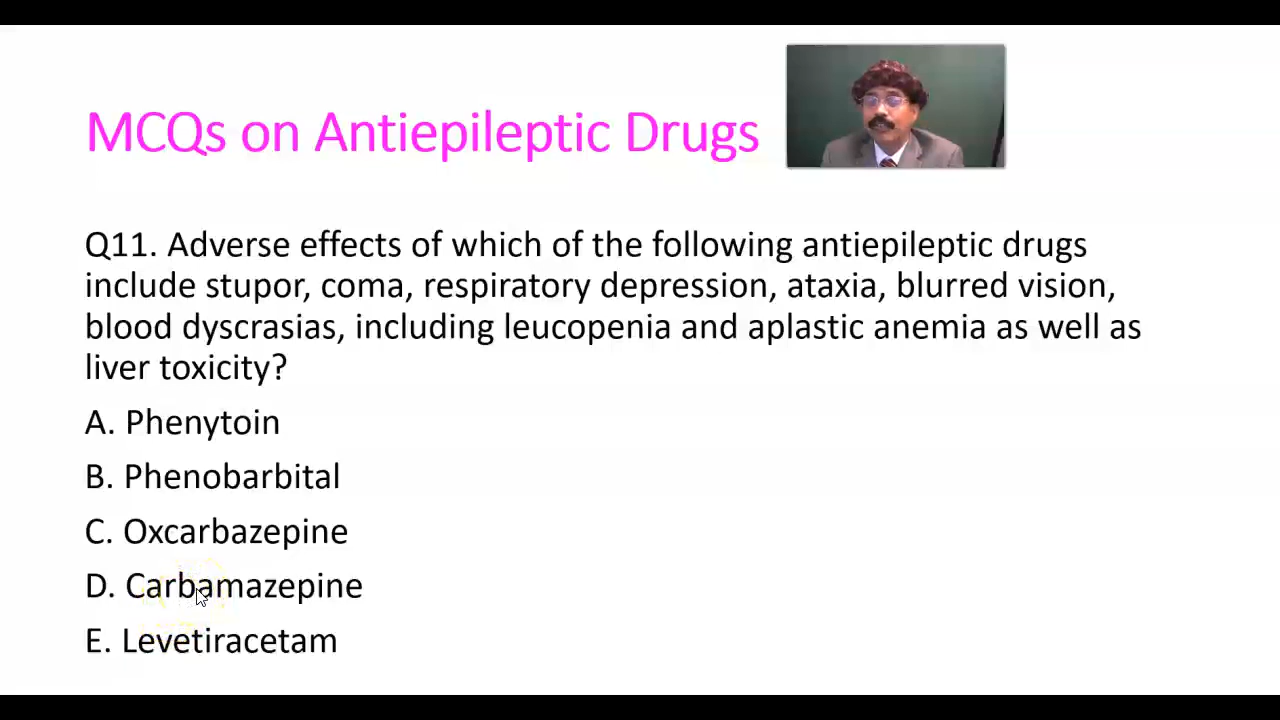 MCQs on Antiepileptic Drugs
Q11. Adverse effects of which of the following antiepileptic drugs
include stupor, coma, respiratory depression, ataxia, blurred vision,
blood dyscrasias, including leucopenia and aplastic anemia as well as
liver toxicity?
A. Phenytoin
B. Phenobarbital
C. Oxcarbazepine
D. Carbamazepine
E. Levetiracetam